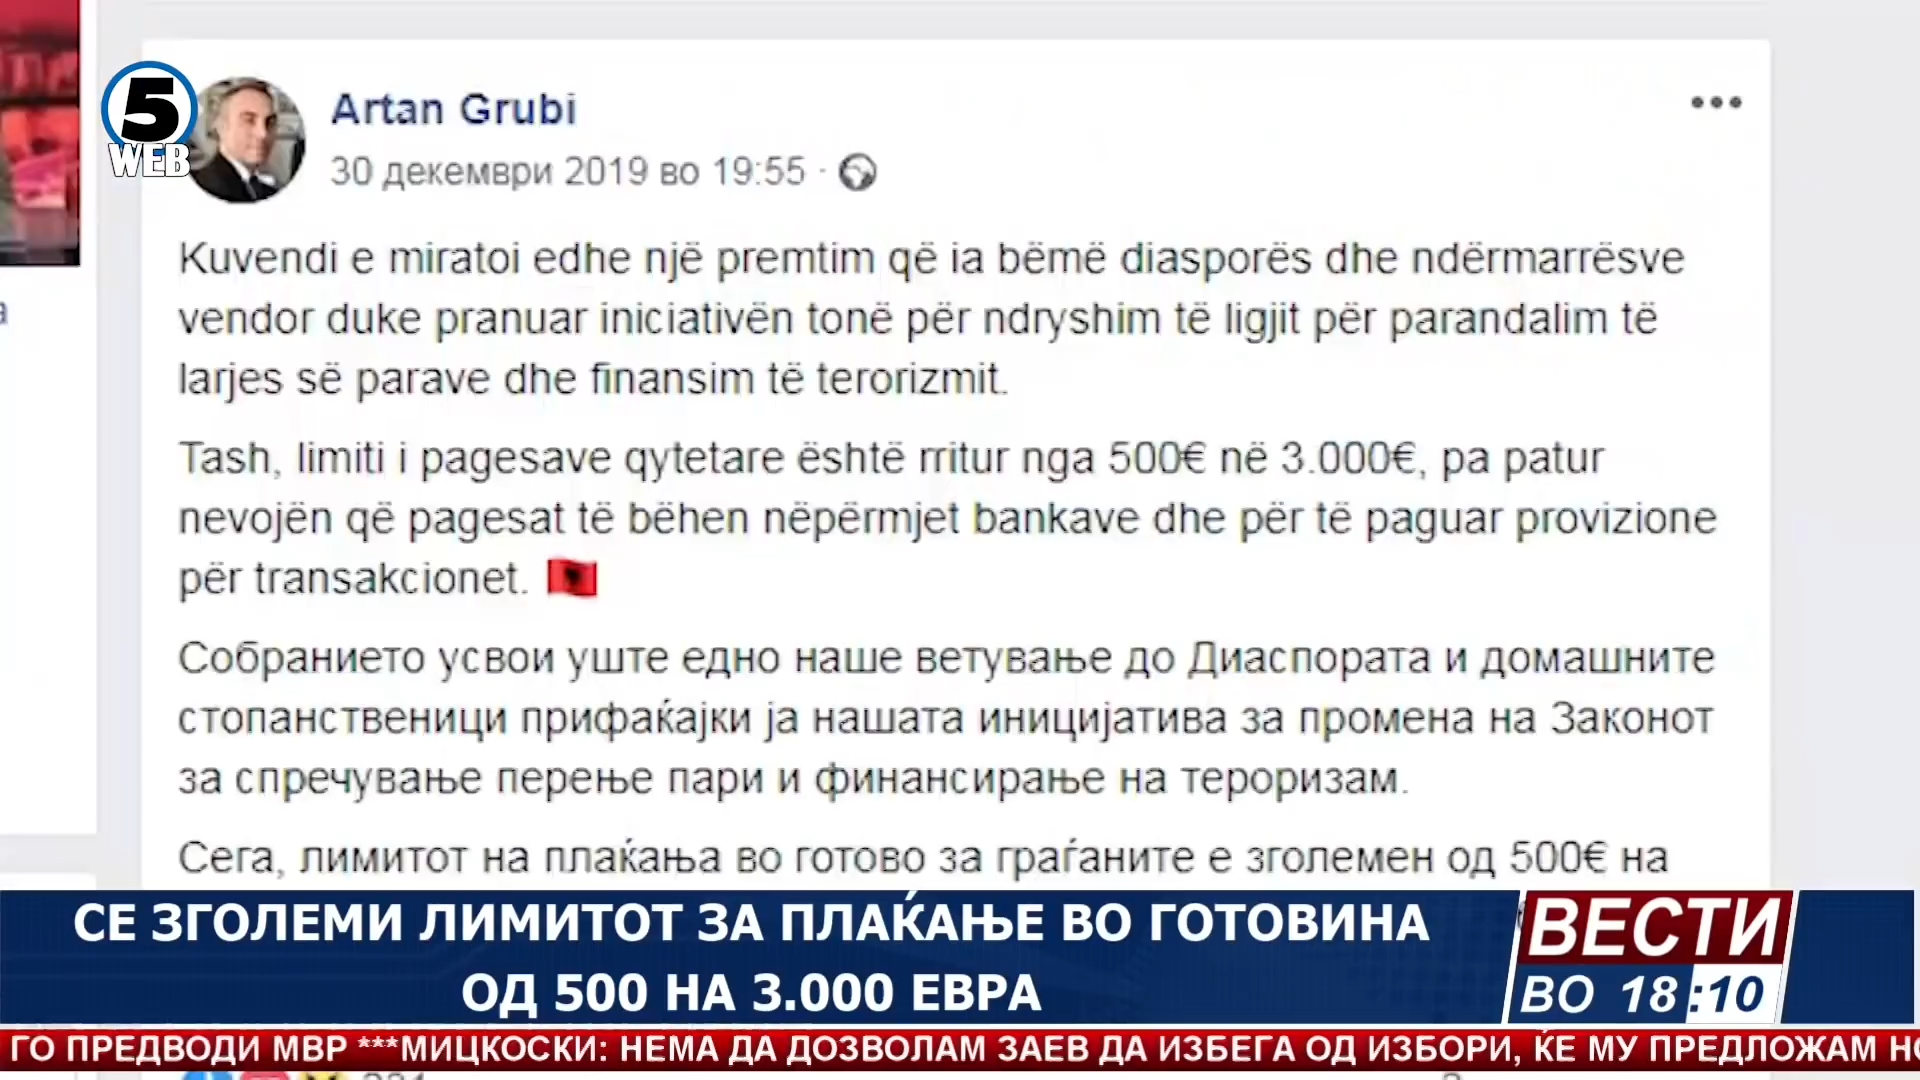 5
WEB
Artan Grubi
30 декември 2019 во 19:55 ·
Kuvendi e miratoi edhe një premtim që ia bëmë diasporës dhe ndërmarrësve
vendor duke pranuar iniciativën tonë për ndryshim të ligjit për parandalim të
larjes së parave dhe finansim të terorizmit.
Tash, limiti i pagesave qytetare është rritur nga 500€ në 3.000€, pa patur
nevojën që pagesat të bëhen nëpërmjet bankave dhe për të paguar provizione
për transakcionet.
Собранието усвои уште едно наше ветување до Диаспората и домашните
стопанственици прифаќајки ја нашата иницијатива за промена на Законот
за спречување перење пари и финансирање на тероризам.
Сега, лимитот на плаќања во готово за граѓаните е зголемен од 500€ на
СЕ ЗГОЛЕМИ ЛИМИТОТ ЗА ПЛАЌАЊЕ ВО ГОТОВИНА
ОД 500 НА 3.000 ЕВРА
ВЕСТИ
ВО 18:10
ГО ПРЕДВОДИ МВР ***МИЦКОСКИ: НЕМА ДА ДОЗВОЛАМ ЗАЕВ ДА ИЗБЕГА ОД ИЗБОРИ, ЌЕ МУ ПРЕДЛОЖАМ